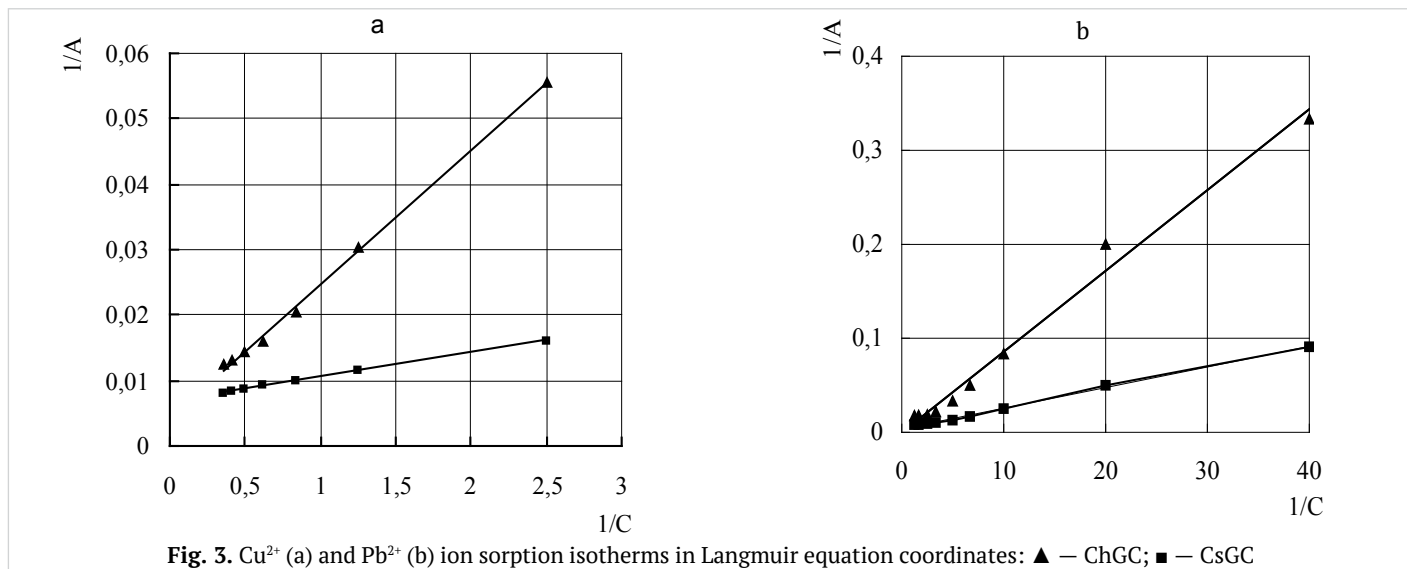 a
1/A
0,06
0,05
0,04
0,03
0,02
0,01
0
0 0,5 1 1,5 2 2,5 3
1/C
b
1/A
0,4
0,3
0,2
0,1
0
0 10 20 30 40
1/C
Fig. 3. Cu²⁺ (a) and Pb²⁺ (b) ion sorption isotherms in Langmuir equation coordinates: ▲ — ChGC; ■ — CsGC